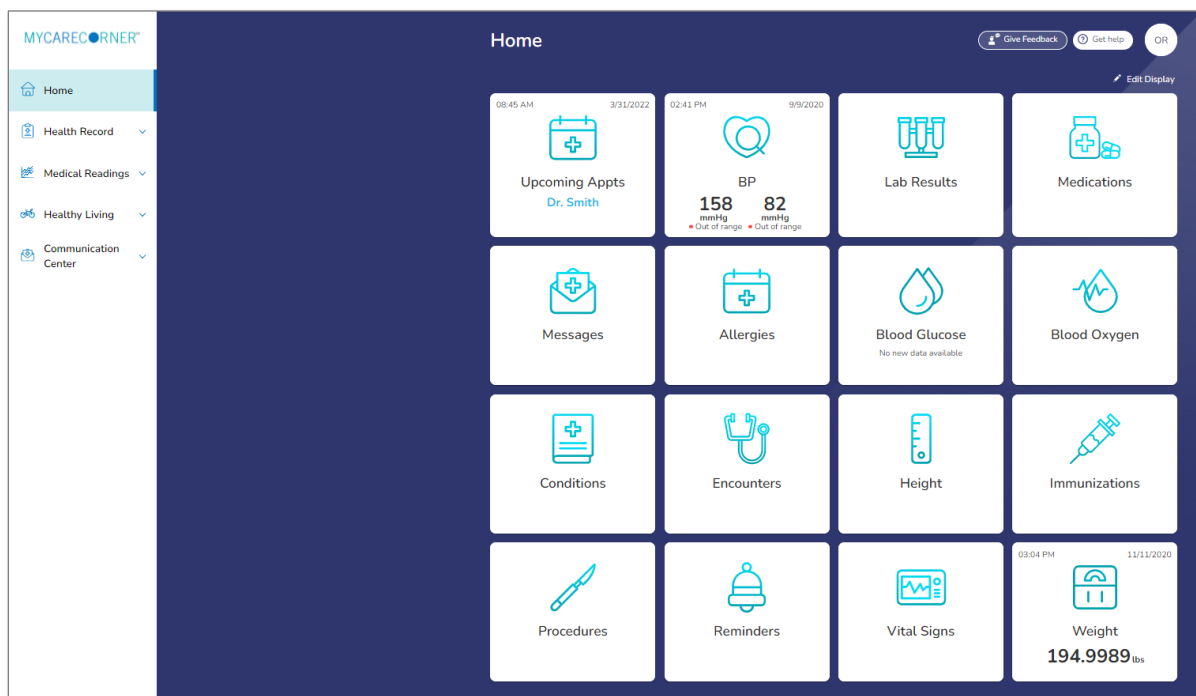 MYCARECORNER™
Home
Health Record
Medical Readings
Healthy Living
Communication
Center
Home
Give Feedback
Get help
OR
Edit Display
08:45 AM 3/31/2022
Upcoming Appts
Dr. Smith
02:41 PM 9/9/2020
BP
158 82
mmHg mmHg
Out of range Out of range
Lab Results
Medications
Messages
Allergies
Blood Glucose
No new data available
Blood Oxygen
Conditions
Encounters
Height
Immunizations
Procedures
Reminders
Vital Signs
03:04 PM 11/11/2020
Weight
194.9989 lbs